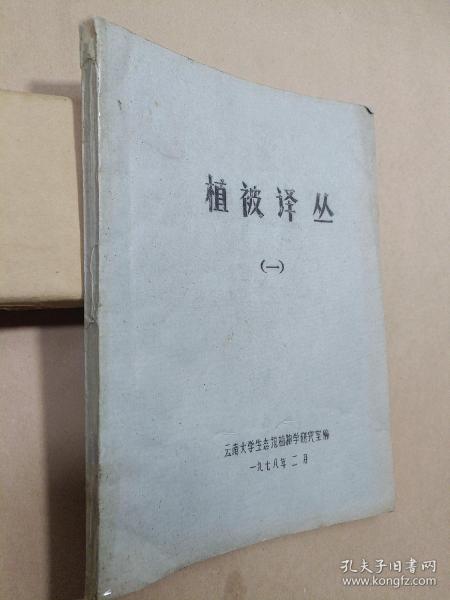 植被译丛
(一)
云南大学生态地植物学研究室编
一九七八年二月
孔夫子旧书网
www.kongfz.com